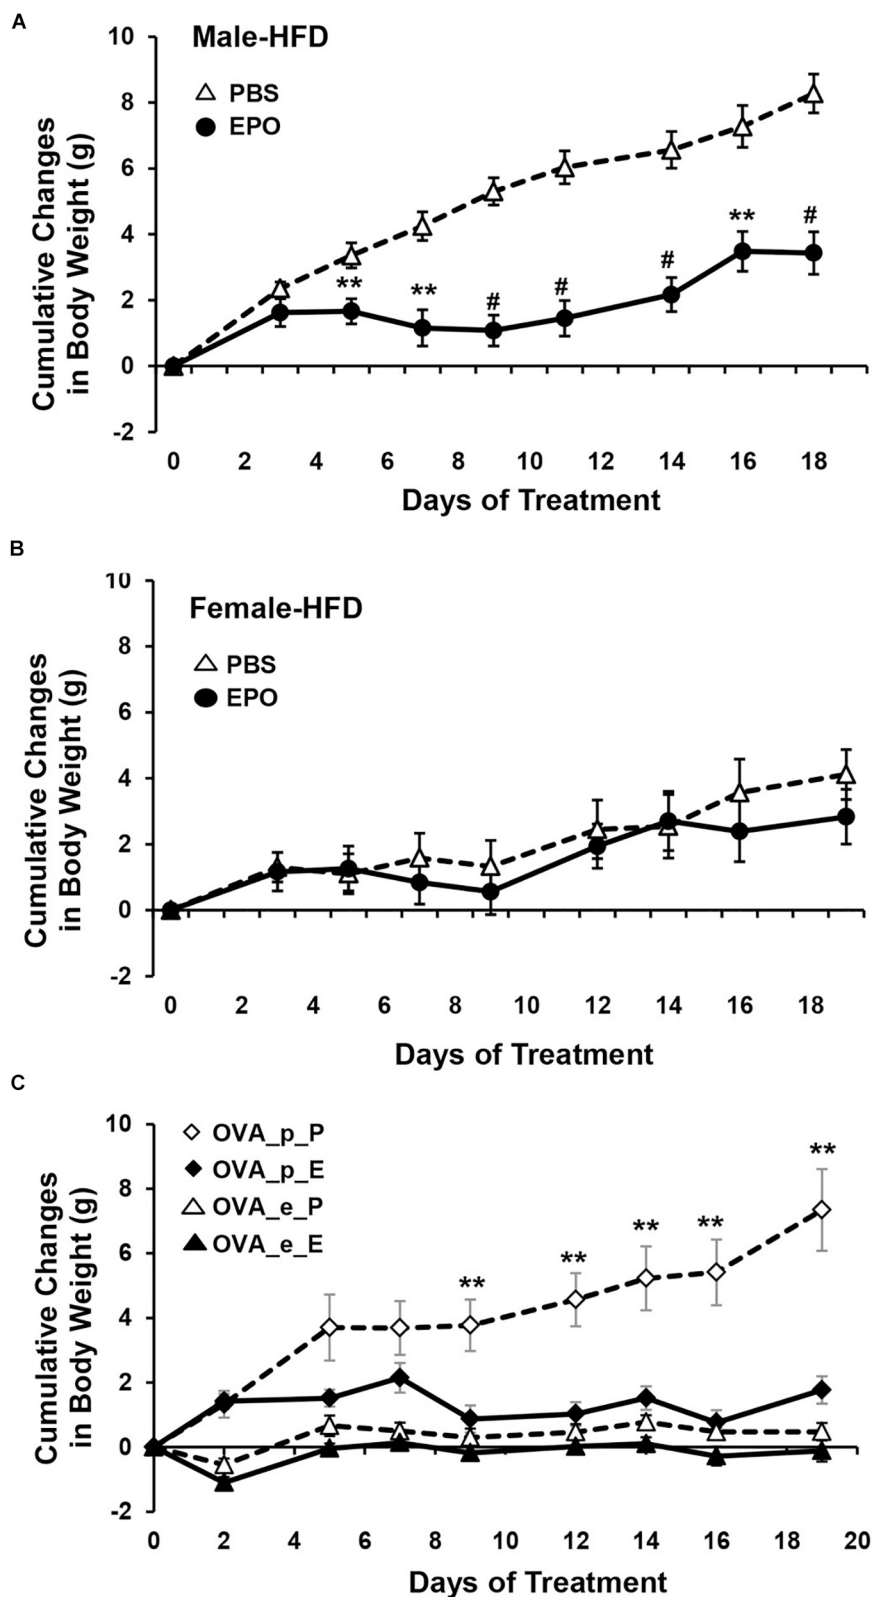 A
Male-HFD
PBS
EPO
Cumulative Changes
in Body Weight (g)
10
8
6
4
2
0
-2
** ** # # # ** #
0 2 4 6 8 10 12 14 16 18
Days of Treatment
B
Female-HFD
PBS
EPO
Cumulative Changes
in Body Weight (g)
10
8
6
4
2
0
-2
0 2 4 6 8 10 12 14 16 18
Days of Treatment
C
OVA_p_P
OVA_p_E
OVA_e_P
OVA_e_E
Cumulative Changes
in Body Weight (g)
10
8
6
4
2
0
-2
** ** ** ** **
0 2 4 6 8 10 12 14 16 18 20
Days of Treatment